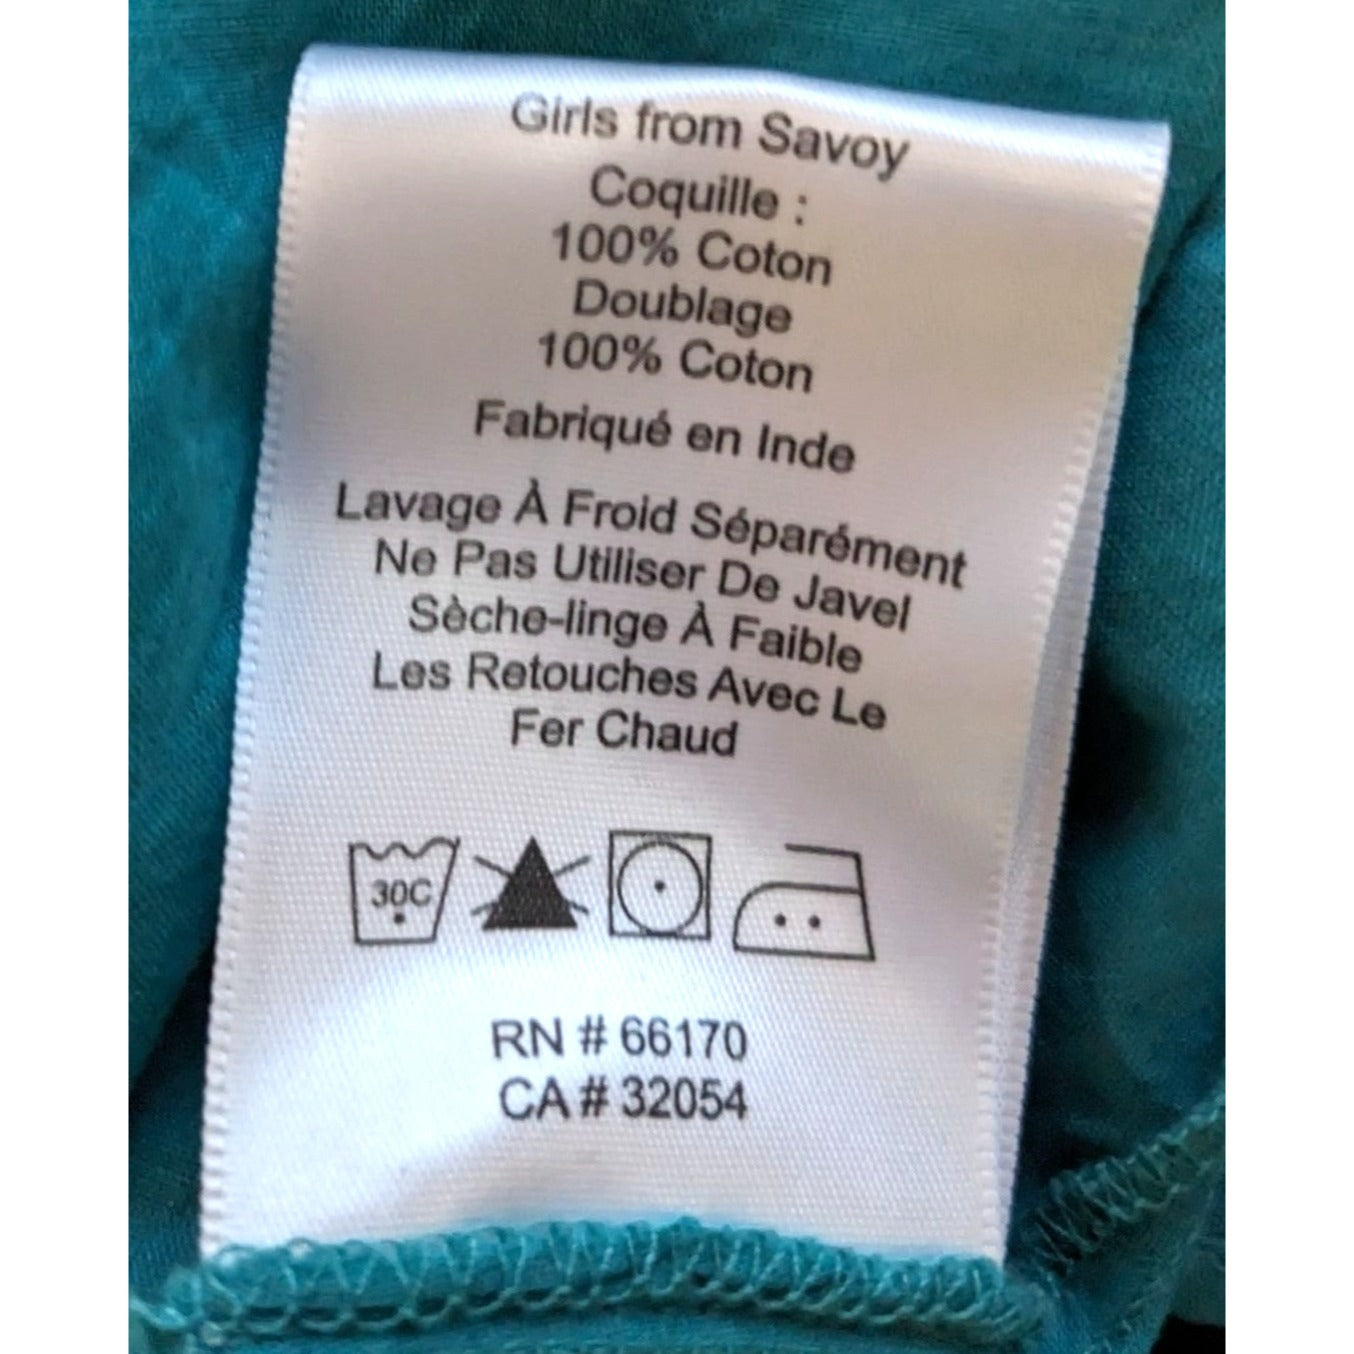 Girls from Savoy
Coquille :
100% Coton
Doublage
100% Coton
Fabriqué en Inde
Lavage À Froid Séparément
Ne Pas Utiliser De Javel
Sèche-linge À Faible
Les Retouches Avec Le
Fer Chaud
30C
RN # 66170
CA # 32054